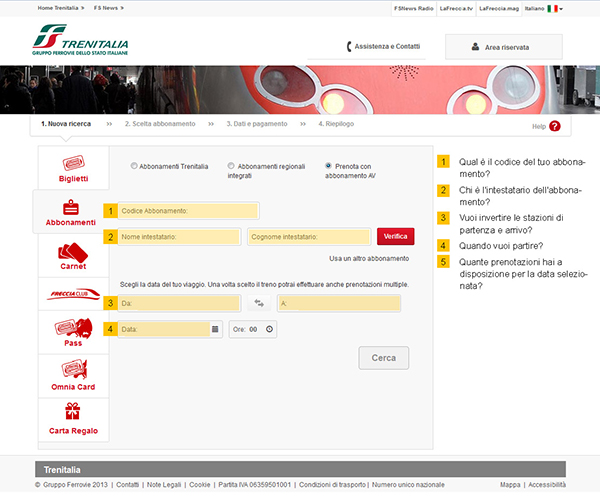 Home Trenitalia > FS News >
FSNews Radio LaFreccia.tv LaFreccia.mag Italiano
TRENITALIA
GRUPPO FERROVIE DELLO STATO ITALIANE
Assistenza e Contatti
Area riservata
1. Nuova ricerca >> 2. Scelta abbonamento >> 3. Dati e pagamento >> 4. Riepilogo
Help ?
Biglietti
Abbonamenti
Carnet
FRECCIACLUB
Pass
Omnia Card
Carta Regalo
Abbonamenti Trenitalia
Abbonamenti regionali
integrati
Prenota con
abbonamento AV
1 Codice Abbonamento:
2 Nome intestatario: Cognome intestatario: Verifica
Usa un altro abbonamento
Scegli la data del tuo viaggio. Una volta scelto il treno potrai effettuare anche prenotazioni multiple.
3 Da: A:
4 Data: Ore: 00
Cerca
1 Qual è il codice del tuo abbona-
mento?
2 Chi è l'intestatario dell'abbona-
mento?
3 Vuoi invertire le stazioni di
partenza e arrivo?
4 Quando vuoi partire?
5 Quante prenotazioni hai a
disposizione per la data selezio-
nata?
Trenitalia
© Gruppo Ferrovie 2013 | Contatti | Note Legali | Cookie | Partita IVA 06359501001 | Condizioni di trasporto | Numero unico nazionale
Mappa | Accessibilità